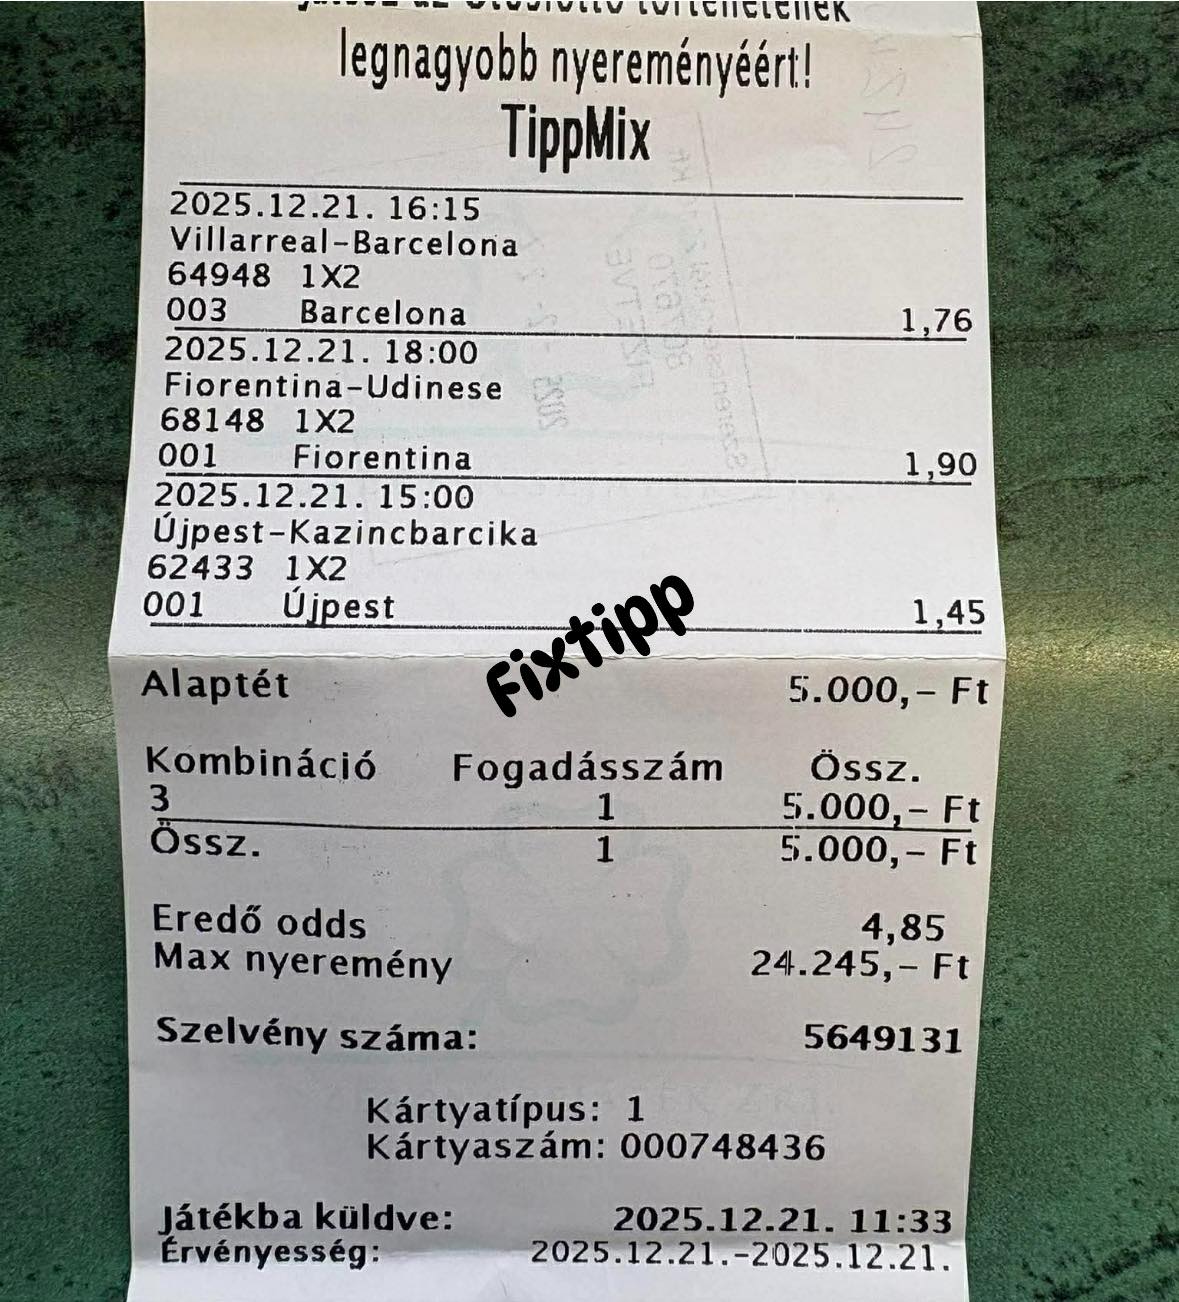 legnagyobb nyereményéért!
TippMix
2025.12.21. 16:15
Villarreal-Barcelona
64948 1X2
003 Barcelona 1,76
2025.12.21. 18:00
Fiorentina-Udinese
68148 1X2
001 Fiorentina 1,90
2025.12.21. 15:00
Újpest-Kazincbarcika
62433 1X2
001 Újpest 1,45
Fixtipp
Alaptét 5.000,- Ft
Kombináció Fogadásszám Össz.
3 1 5.000,- Ft
Össz. 1 5.000,- Ft
Eredő odds 4,85
Max nyeremény 24.245,- Ft
Szelvény száma: 5649131
Kártyatípus: 1
Kártyaszám: 000748436
Játékba küldve: 2025.12.21. 11:33
Érvényesség: 2025.12.21.-2025.12.21.